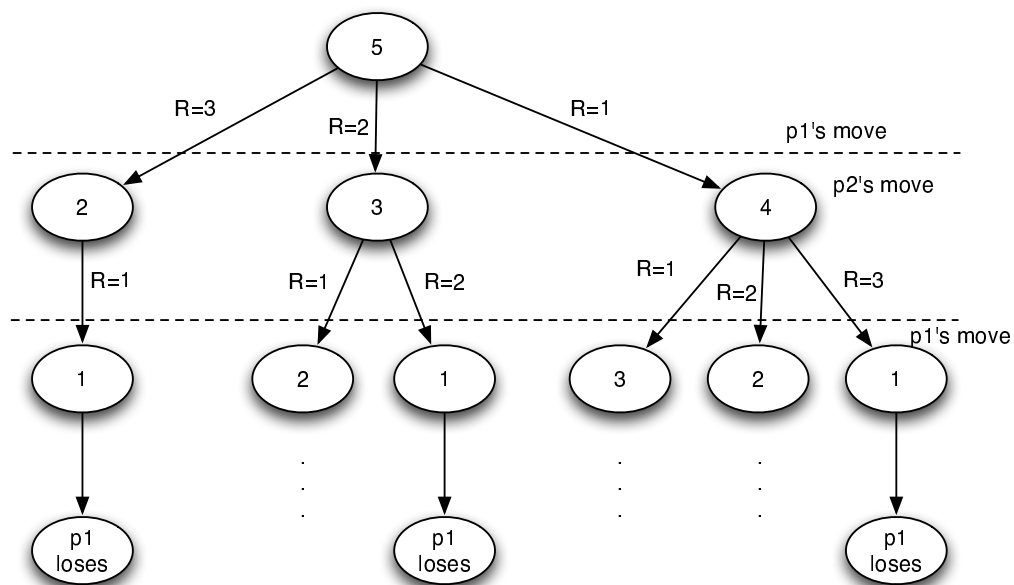 5
R=3
R=2
R=1
p1's move
p2's move
2
3
4
R=1
R=1
R=2
R=1
R=2
R=3
p1's move
1
2
1
3
2
1
.
.
.
.
.
.
.
.
.
p1
loses
p1
loses
p1
loses